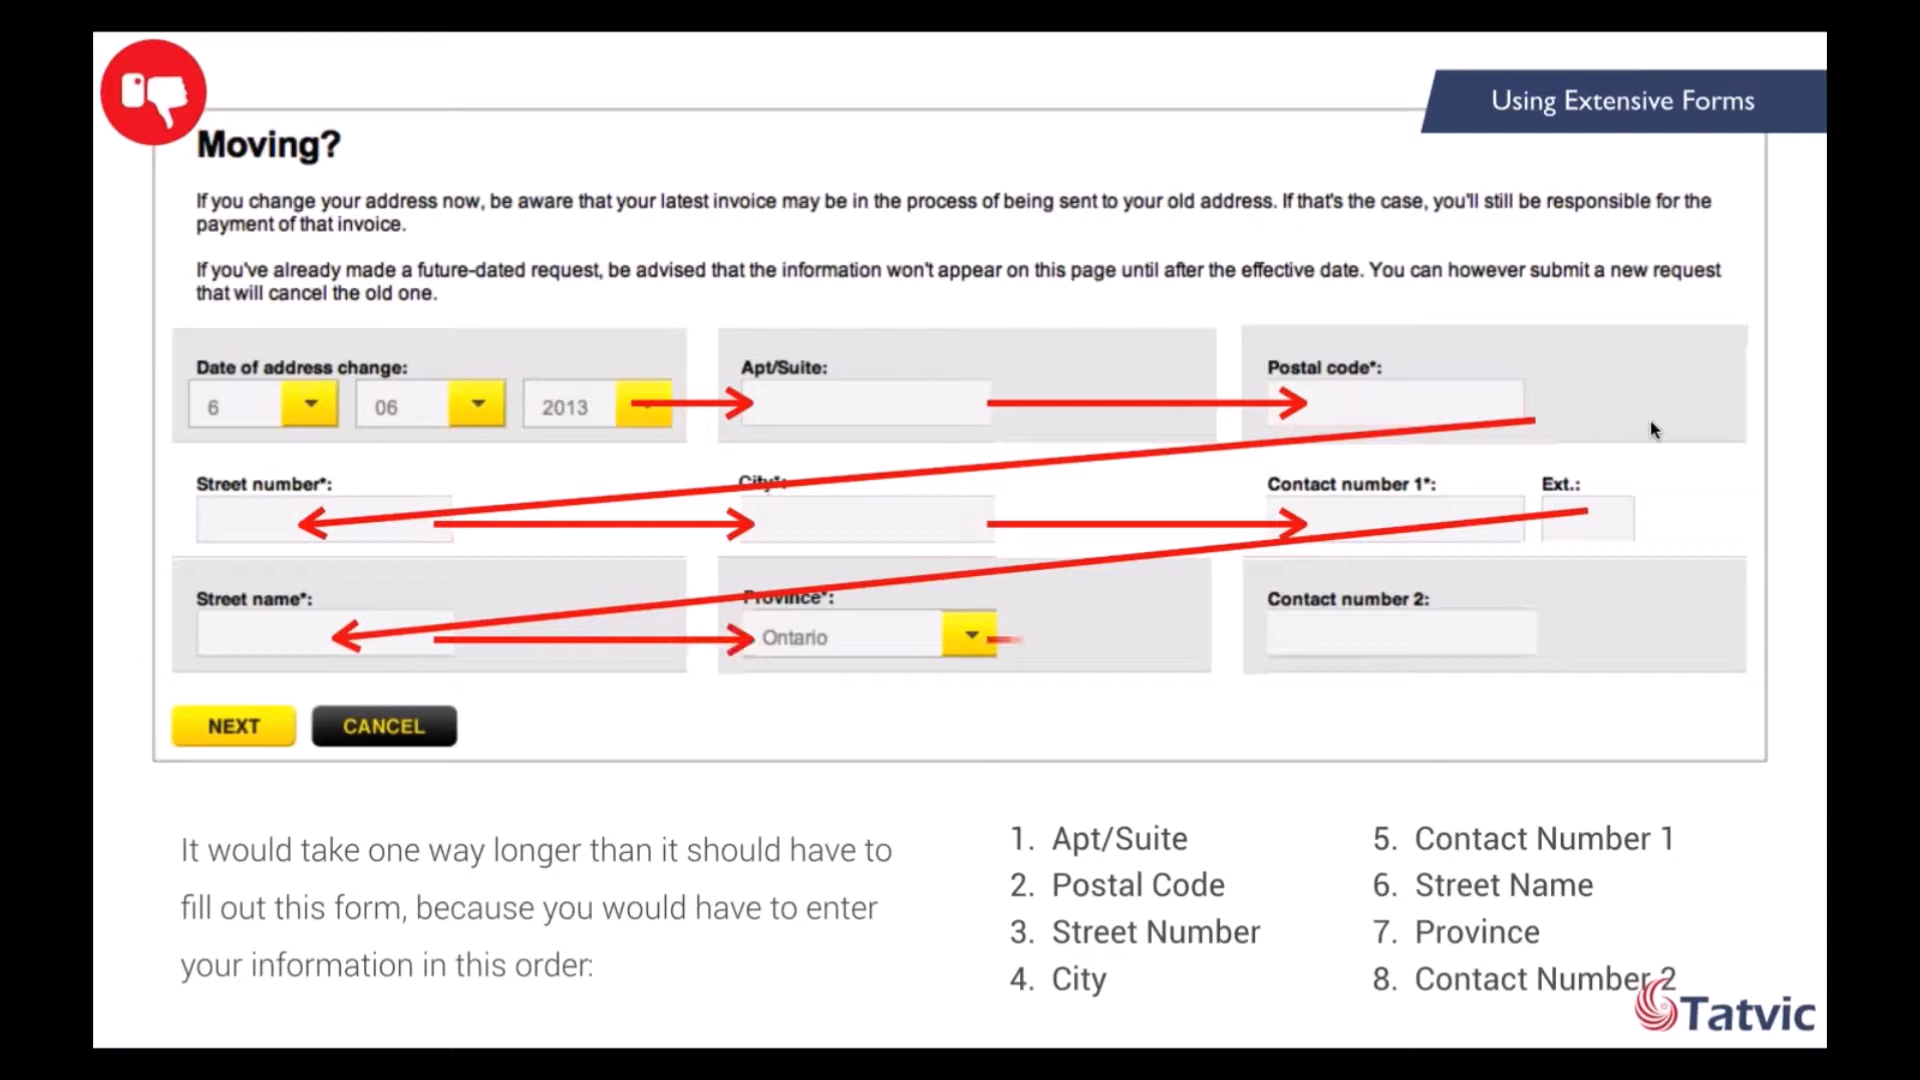 Using Extensive Forms
Moving?
If you change your address now, be aware that your latest invoice may be in the process of being sent to your old address. If that's the case, you'll still be responsible for the
payment of that invoice.
If you've already made a future-dated request, be advised that the information won't appear on this page until after the effective date. You can however submit a new request
that will cancel the old one.
Date of address change:
6 06 2013
Apt/Suite:
Postal code*:
Street number*:
City*:
Contact number 1*:
Ext.:
Street name*:
Province*:
Ontario
Contact number 2:
NEXT
CANCEL
It would take one way longer than it should have to
fill out this form, because you would have to enter
your information in this order:
1. Apt/Suite
2. Postal Code
3. Street Number
4. City
5. Contact Number 1
6. Street Name
7. Province
8. Contact Number 2
Tatvic